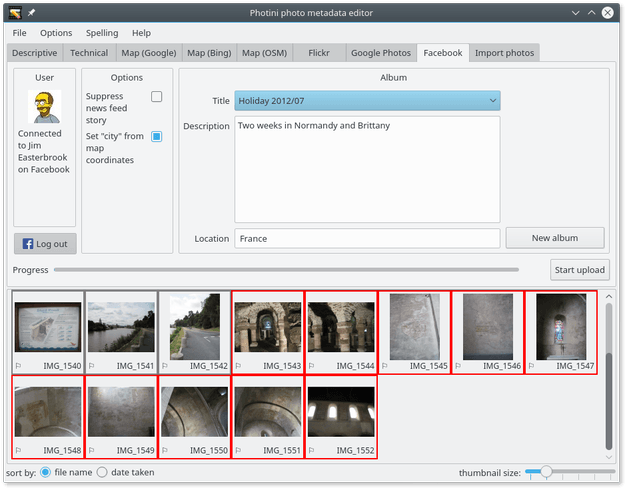 Photini photo metadata editor
File Options Spelling Help
Descriptive Technical Map (Google) Map (Bing) Map (OSM) Flickr Google Photos Facebook Import photos
User Options Album
Suppress
news feed
story
Title Holiday 2012/07
Description Two weeks in Normandy and Brittany
Connected
to Jim
Easterbrook
on Facebook
Set "city" from
map
coordinates
Log out
Location France New album
Progress Start upload
IMG_1540 IMG_1541 IMG_1542 IMG_1543 IMG_1544 IMG_1545 IMG_1546 IMG_1547
IMG_1548 IMG_1549 IMG_1550 IMG_1551 IMG_1552
sort by: file name date taken thumbnail size: